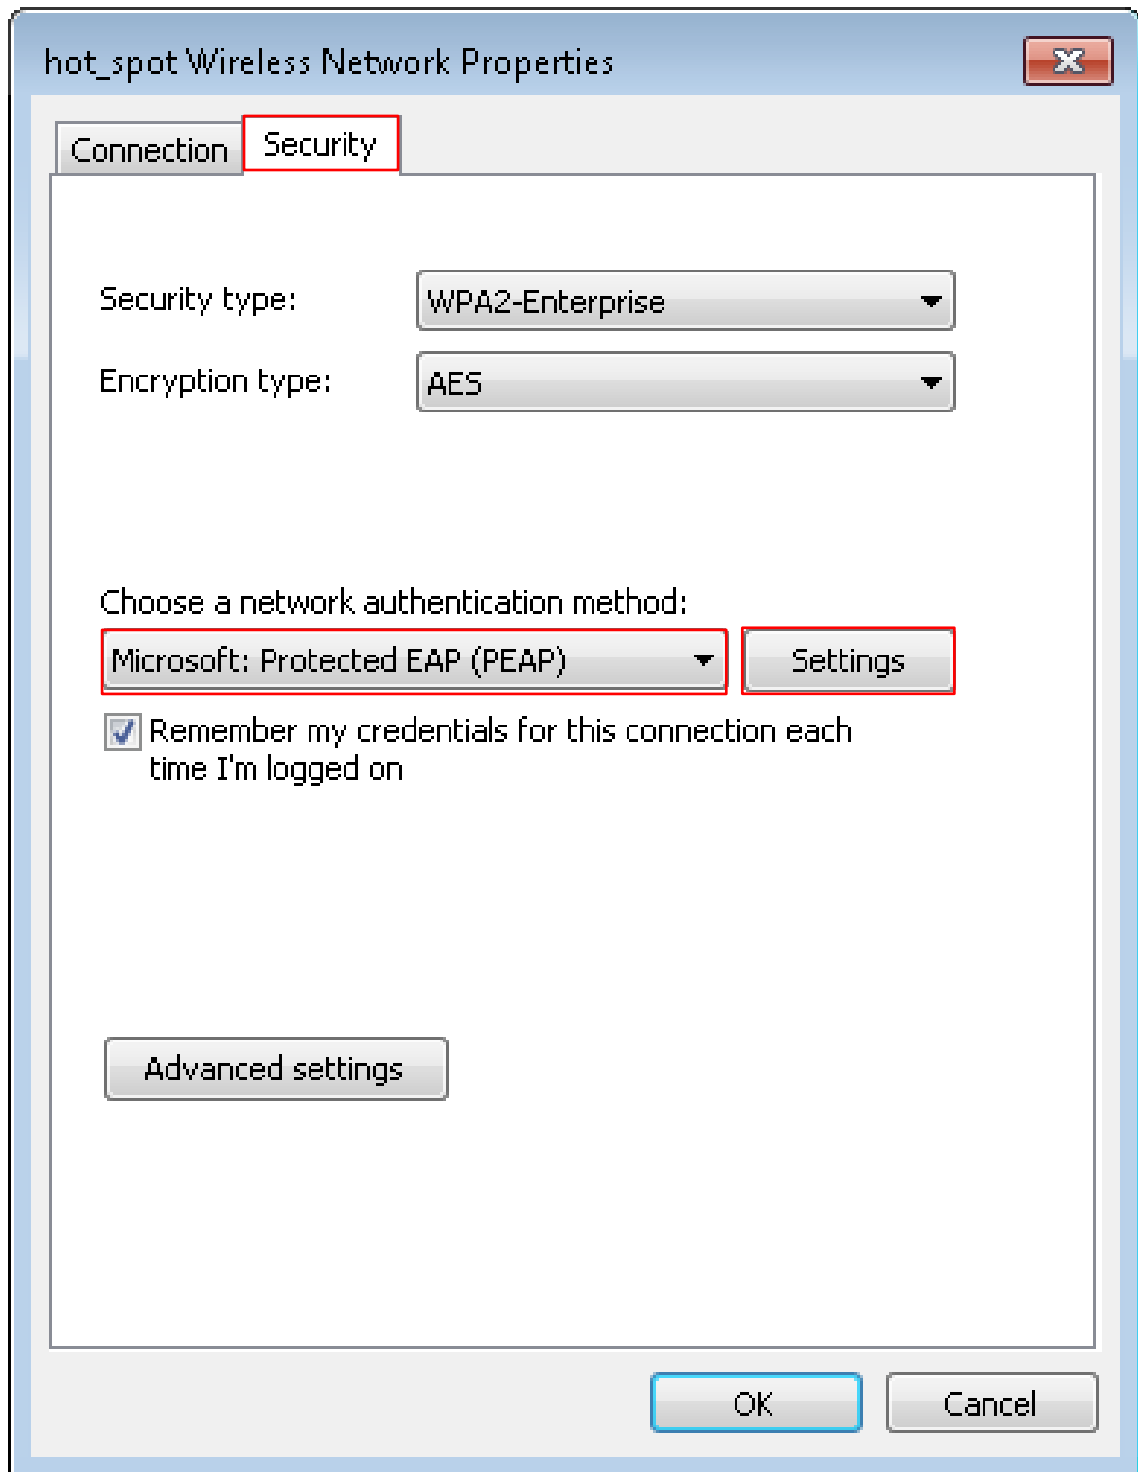 hot_spot Wireless Network Properties
Connection
Security
Security type:
WPA2-Enterprise
Encryption type:
AES
Choose a network authentication method:
Microsoft: Protected EAP (PEAP)
Settings
Remember my credentials for this connection each
time I'm logged on
Advanced settings
OK
Cancel